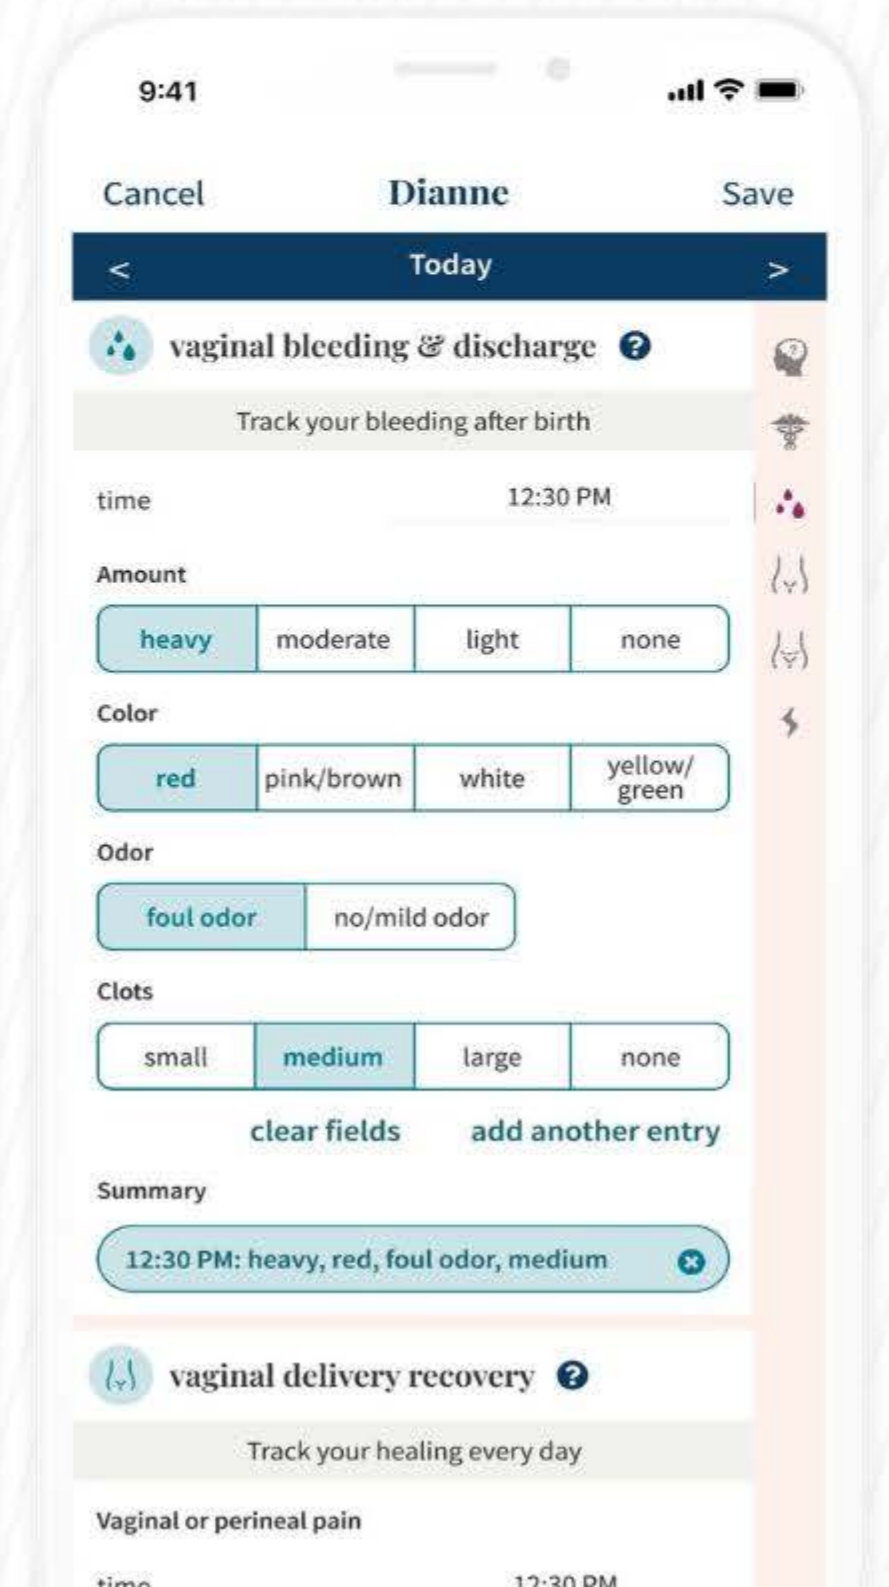 9:41
Cancel Dianne Save
< Today >
vaginal bleeding & discharge ?
Track your bleeding after birth
time 12:30 PM
Amount
heavy moderate light none
Color
red pink/brown white yellow/
green
Odor
foul odor no/mild odor
Clots
small medium large none
clear fields add another entry
Summary
12:30 PM: heavy, red, foul odor, medium
vaginal delivery recovery ?
Track your healing every day
Vaginal or perineal pain
time 12:30 PM